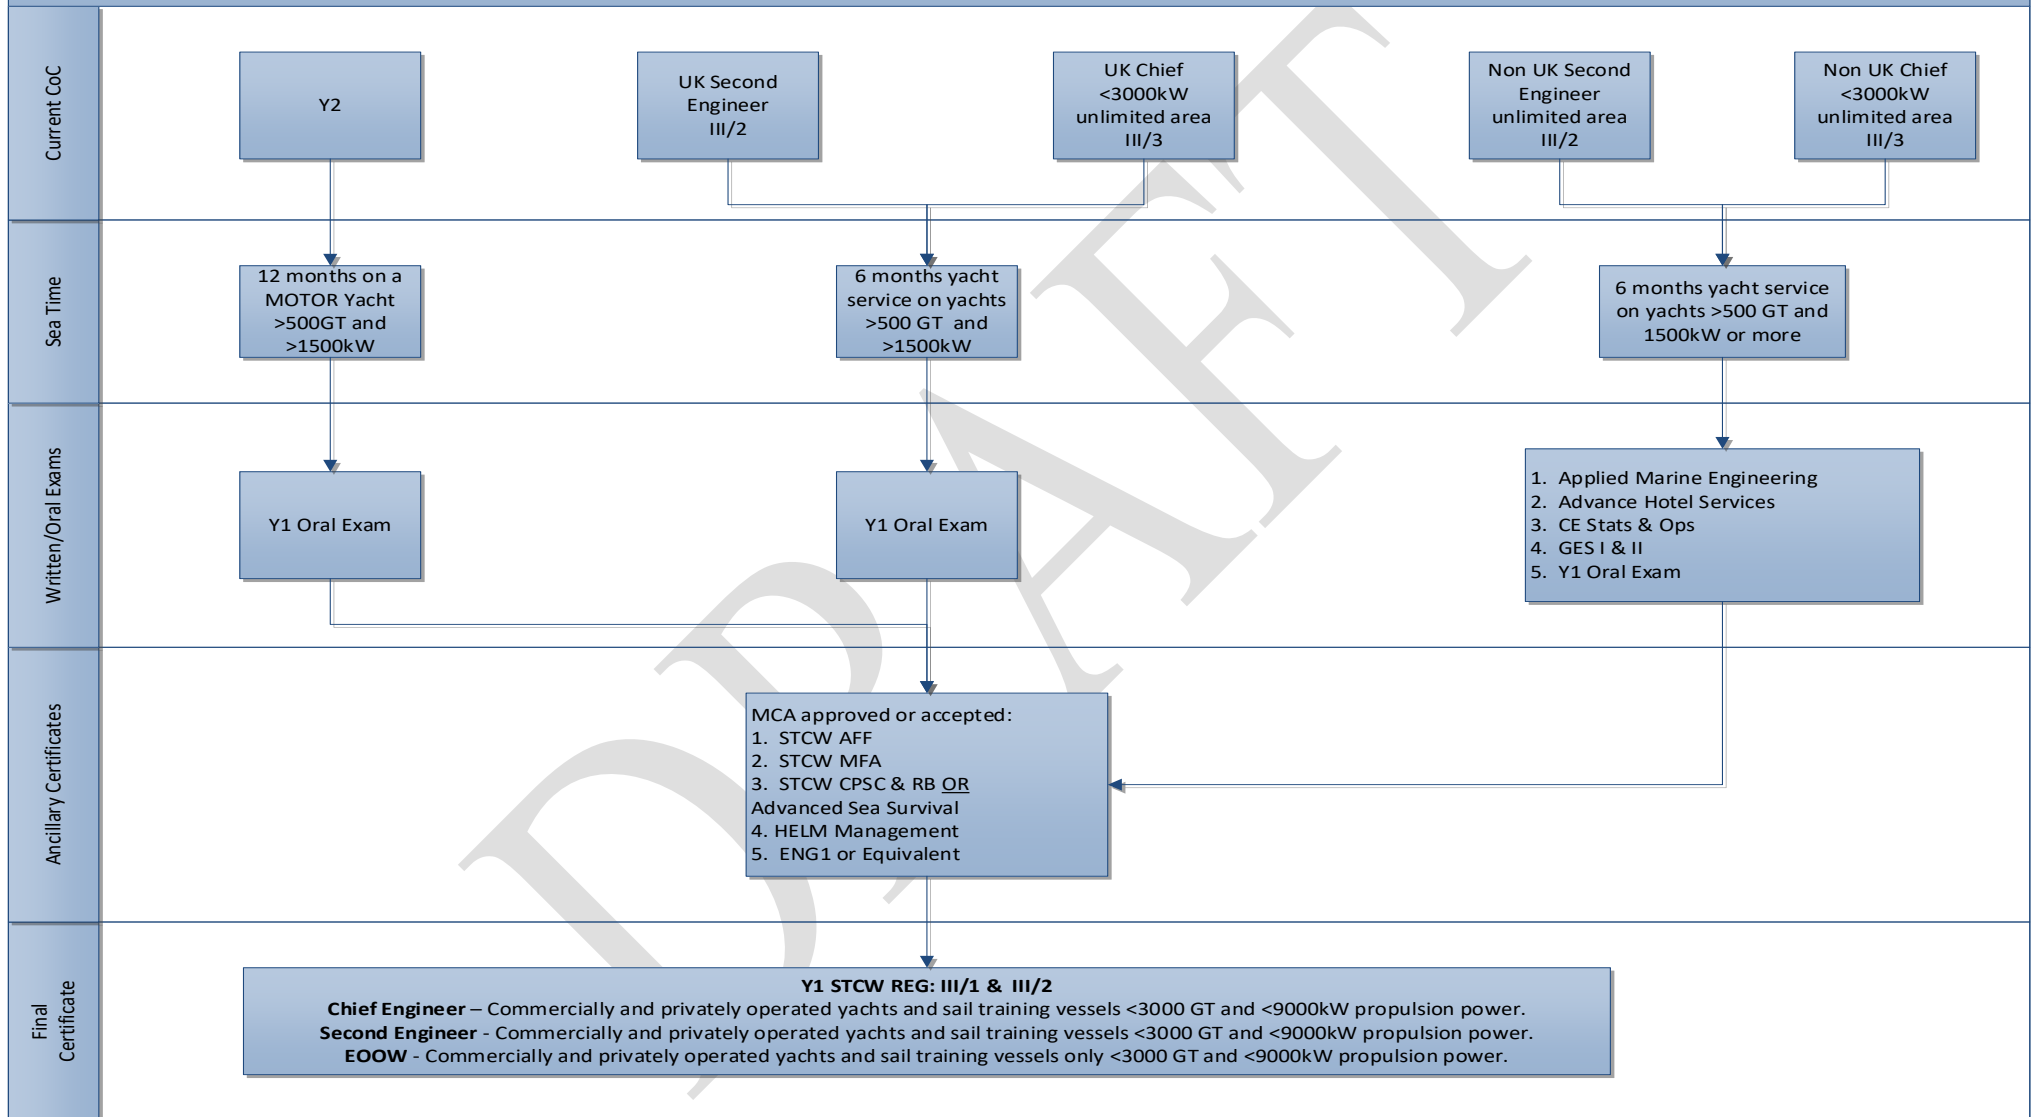 Current CoC
Y2
UK Second
Engineer
III/2
UK Chief
<3000kW
unlimited area
III/3
Non UK Second
Engineer
unlimited area
III/2
Non UK Chief
<3000kW
unlimited area
III/3
Sea Time
12 months on a
MOTOR Yacht
>500GT and
>1500kW
6 months yacht
service on yachts
>500 GT and
>1500kW
6 months yacht service
on yachts >500 GT and
1500kW or more
Written/Oral Exams
Y1 Oral Exam
Y1 Oral Exam
1. Applied Marine Engineering
2. Advance Hotel Services
3. CE Stats & Ops
4. GES I & II
5. Y1 Oral Exam
Ancillary Certificates
MCA approved or accepted:
1. STCW AFF
2. STCW MFA
3. STCW CPSC & RB OR
Advanced Sea Survival
4. HELM Management
5. ENG1 or Equivalent
Final
Certificate
Y1 STCW REG: III/1 & III/2
Chief Engineer – Commercially and privately operated yachts and sail training vessels <3000 GT and <9000kW propulsion power.
Second Engineer - Commercially and privately operated yachts and sail training vessels <3000 GT and <9000kW propulsion power.
EOOW - Commercially and privately operated yachts and sail training vessels only <3000 GT and <9000kW propulsion power.
DRAFT